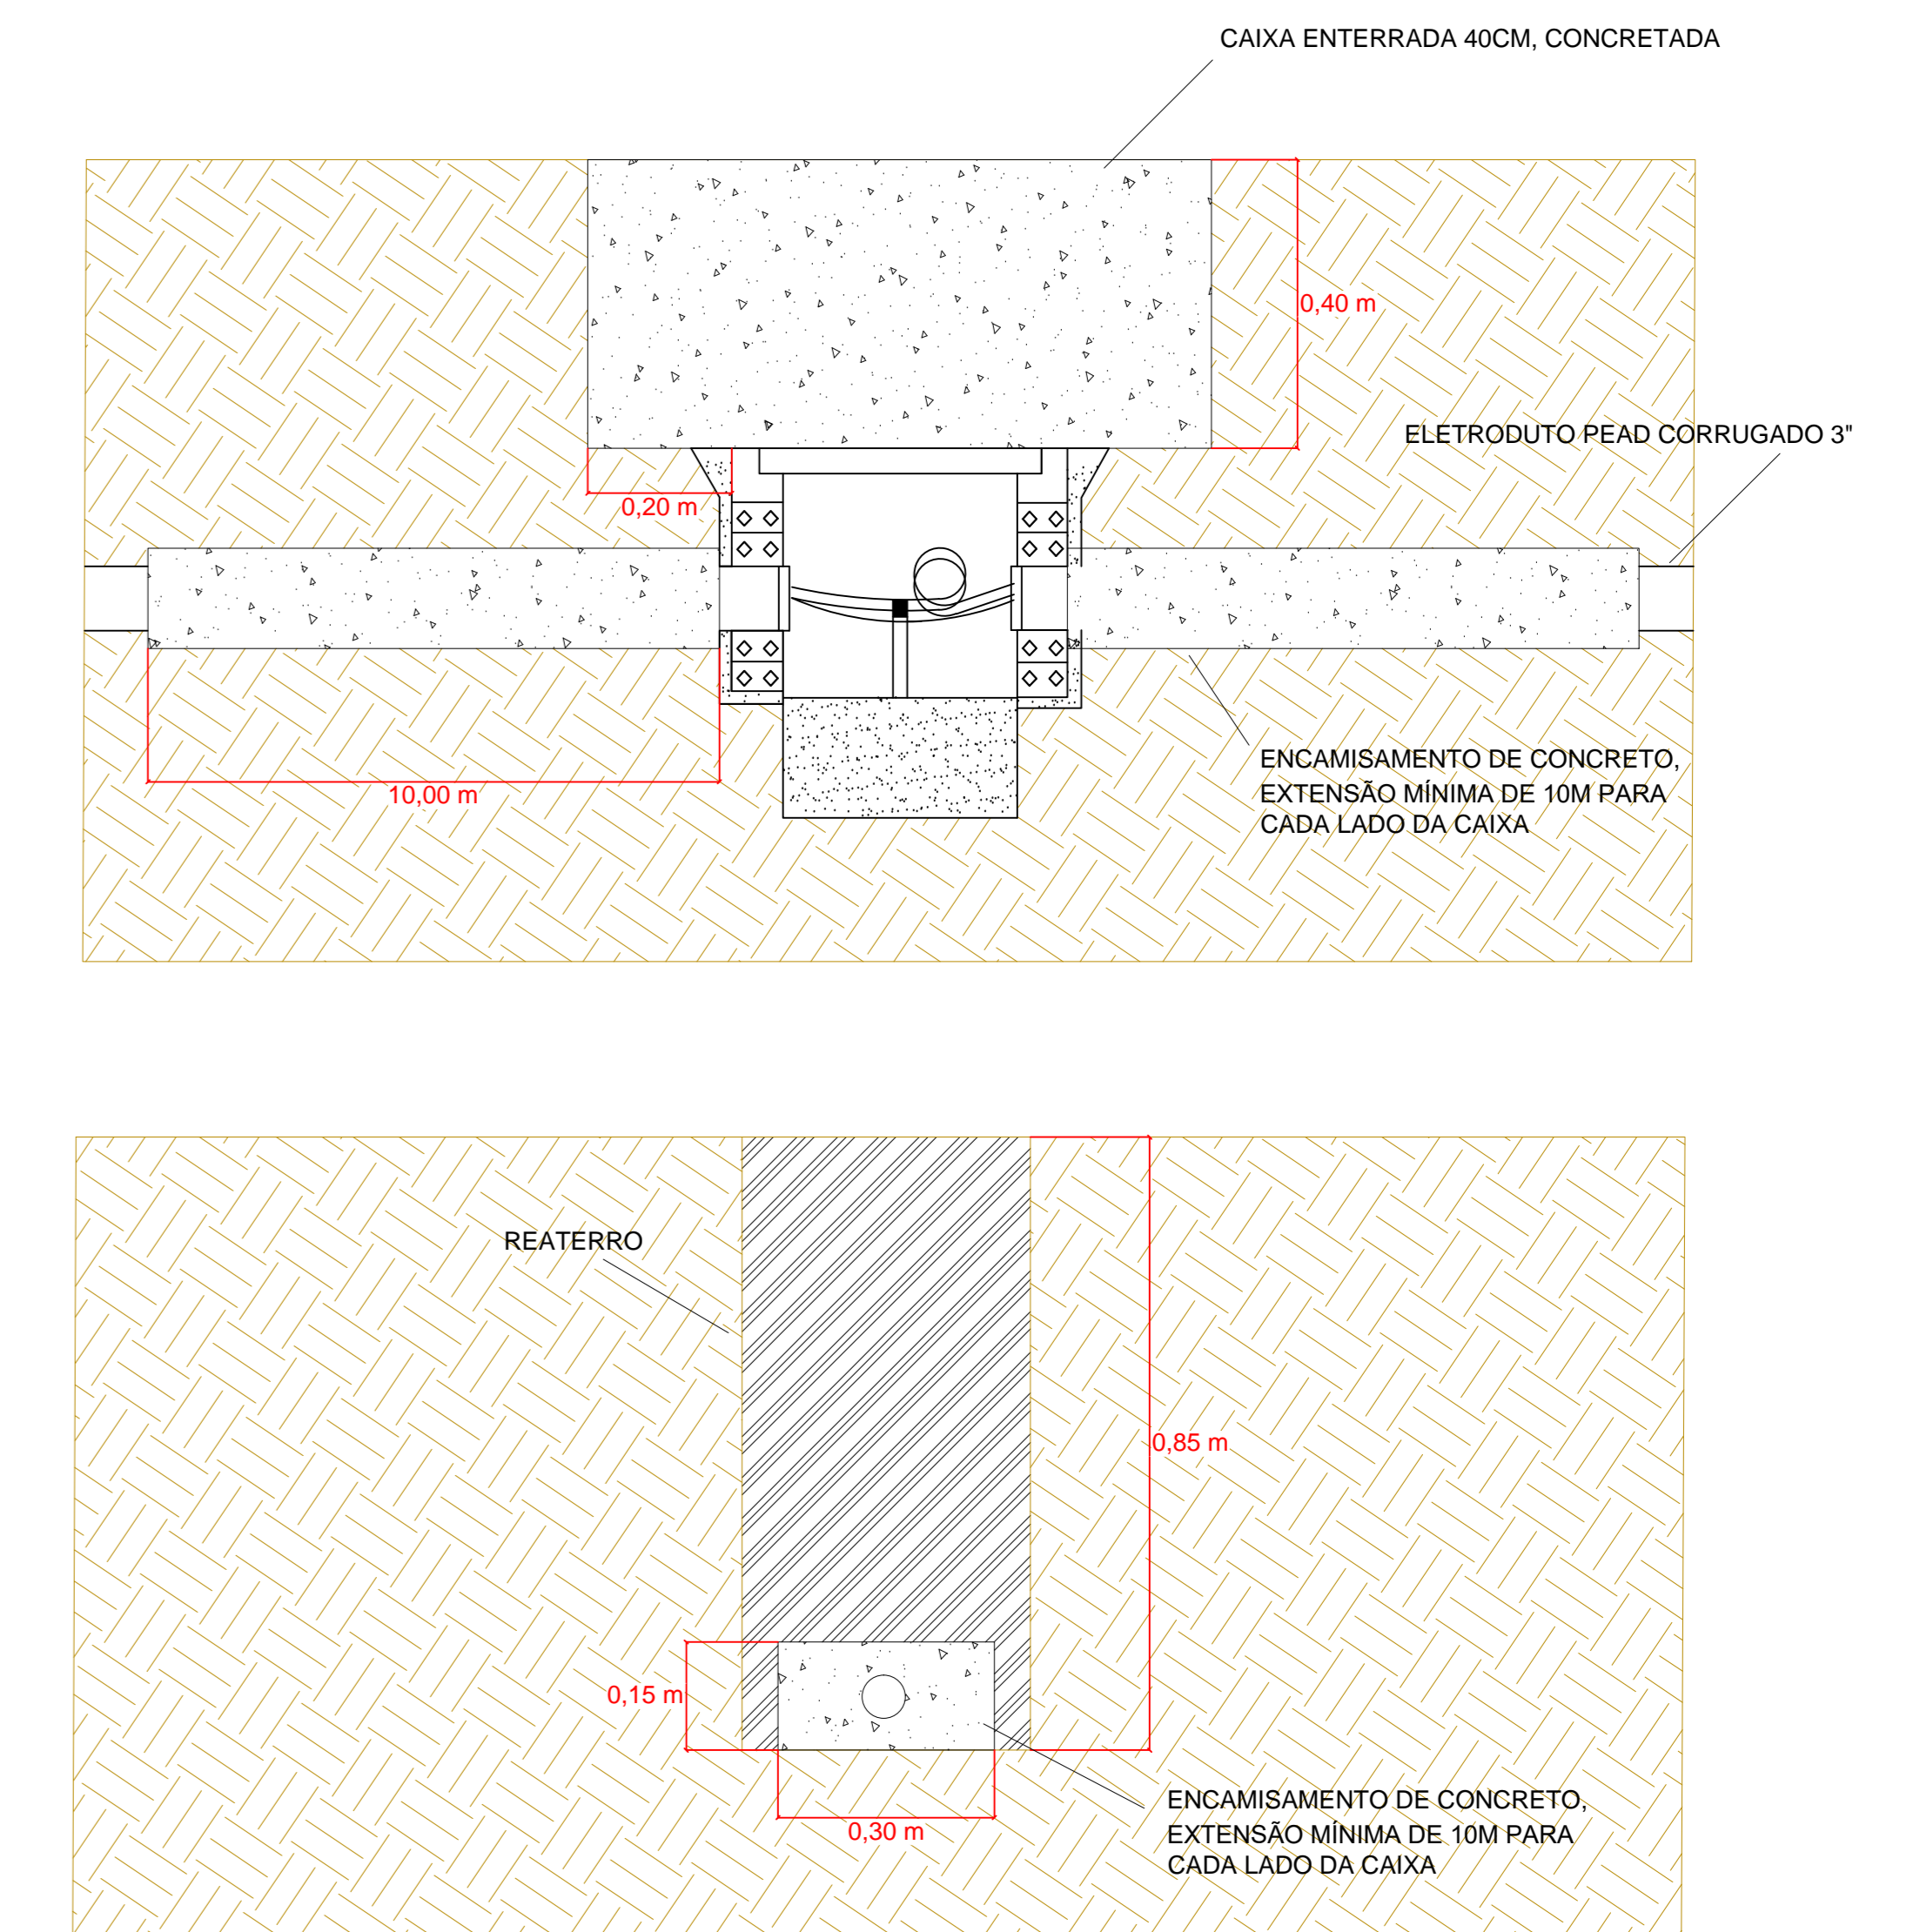 CAIXA ENTERRADA 40CM, CONCRETADA
0,40 m
ELETRODUTO PEAD CORRUGADO 3"
0,20 m
ENCAMISAMENTO DE CONCRETO,
EXTENSÃO MÍNIMA DE 10M PARA
CADA LADO DA CAIXA
10,00 m
REATERRO
0,85 m
0,15 m
0,30 m
ENCAMISAMENTO DE CONCRETO,
EXTENSÃO MÍNIMA DE 10M PARA
CADA LADO DA CAIXA